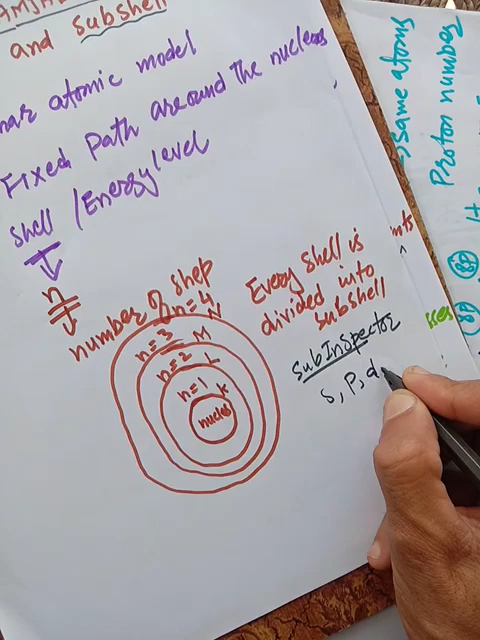 and Subshell
atomic model
Fixed Path around the nucleus
shell / Energy level
n
number of shep
n=4 N
n=3 M
n=2 L
n=1 K
nucleus
Every shell is
divided into
subshell
subInspector
s, p, d
same atoms
Proton number